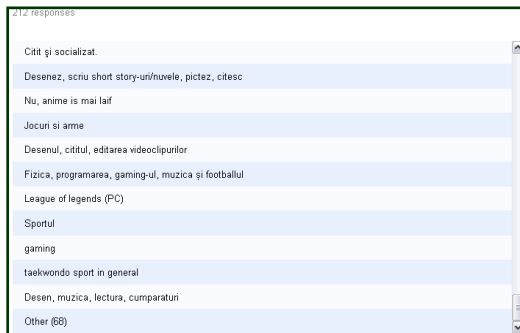 212 responses
Citit şi socializat.
Desenez, scriu short story-uri/nuvele, pictez, citesc
Nu, anime is mai laif
Jocuri si arme
Desenul, cititul, editarea videoclipurilor
Fizica, programarea, gaming-ul, muzica și footballul
League of legends (PC)
Sportul
gaming
taekwondo sport in general
Desen, muzica, lectura, cumparaturi
Other (68)